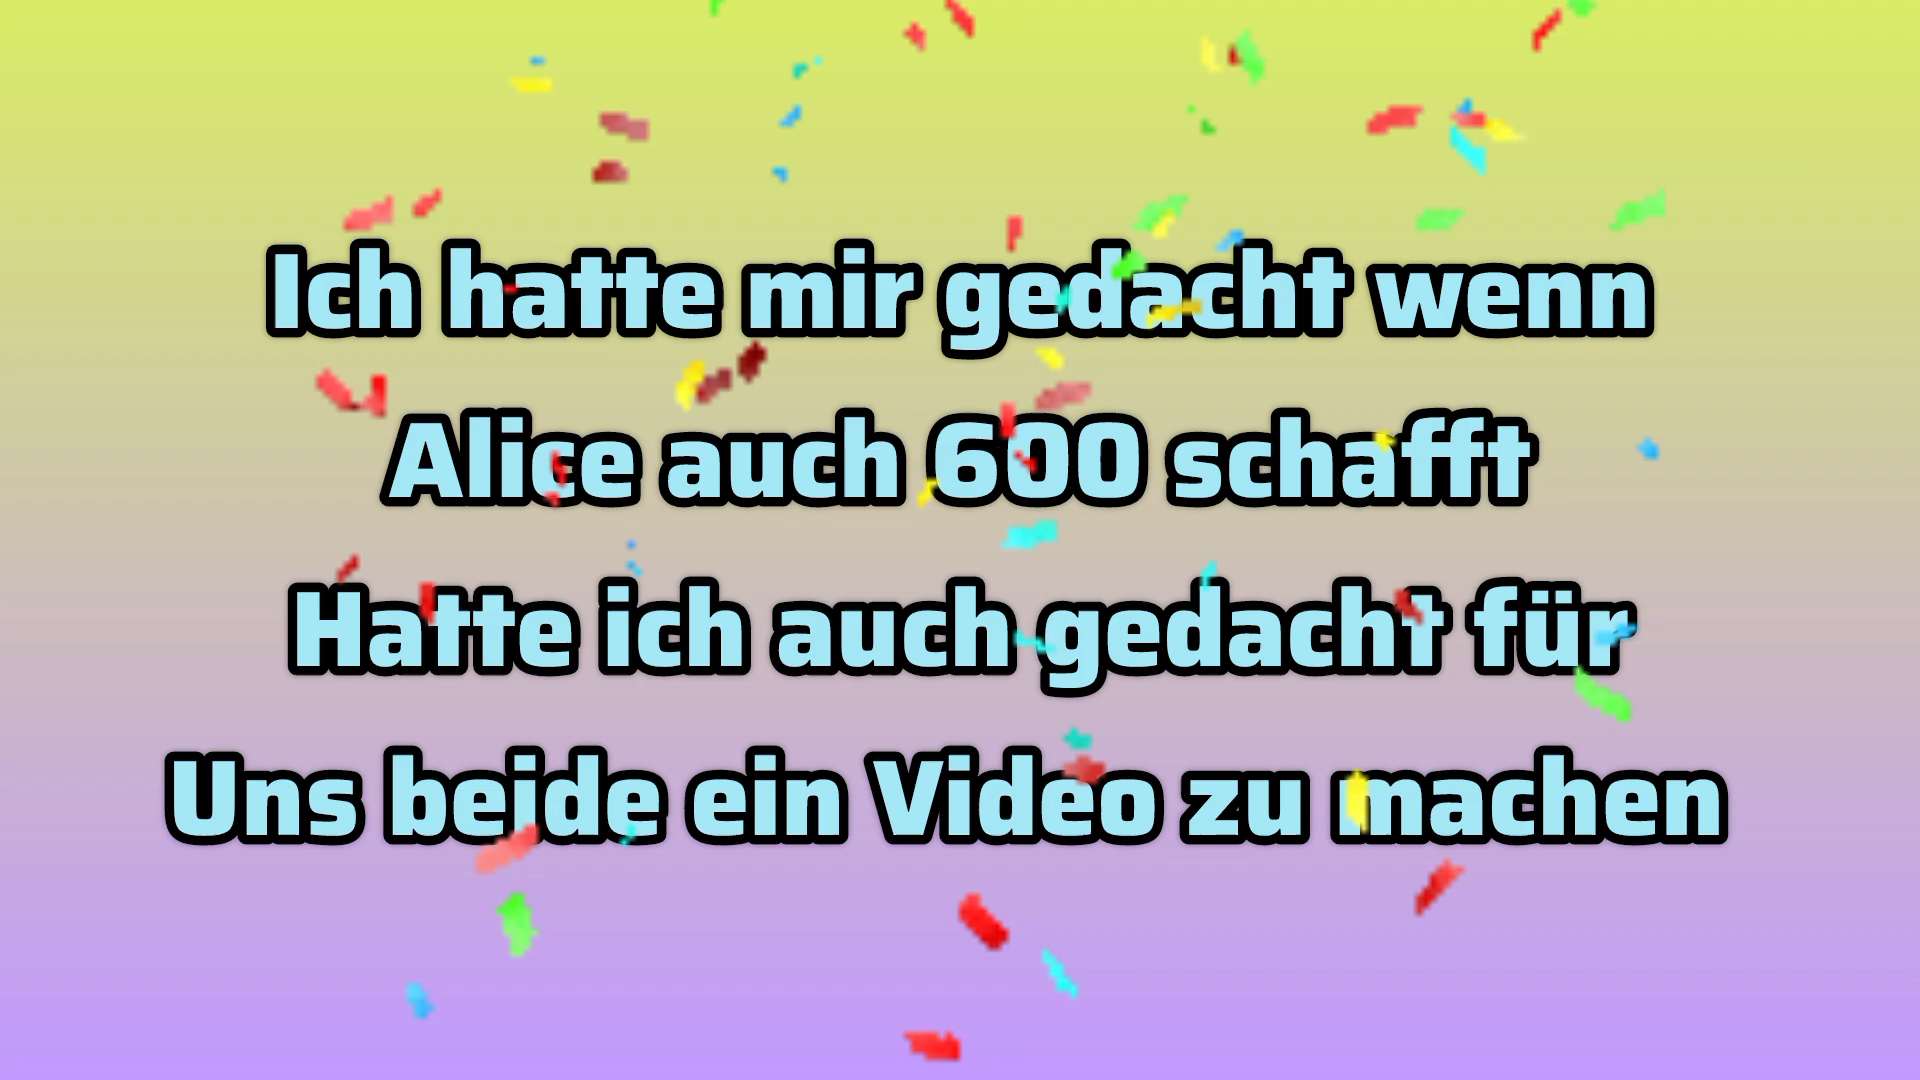 Ich hatte mir gedacht wenn
Alice auch 600 schafft
Hatte ich auch gedacht für
Uns beide ein Video zu machen